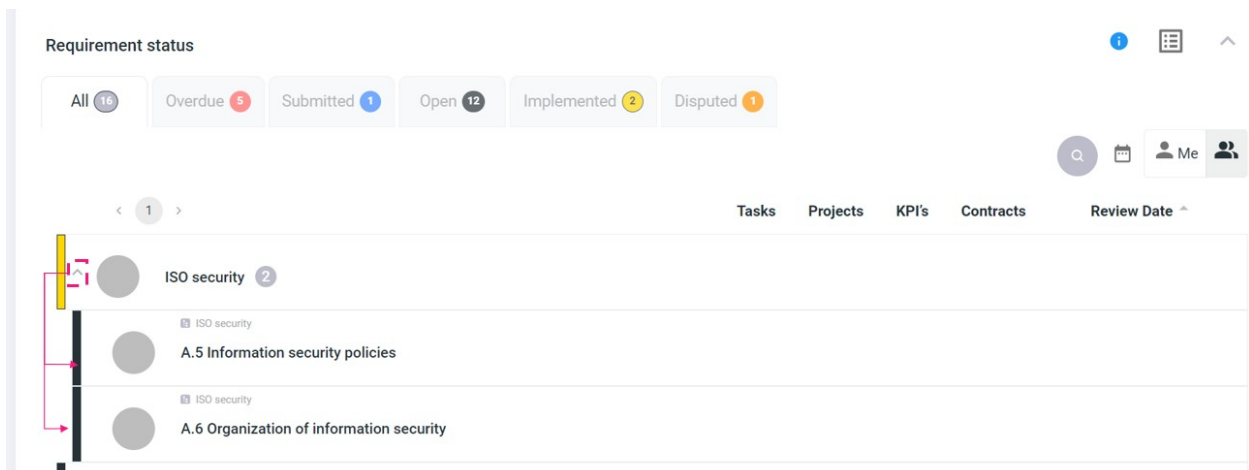 Requirement status
All 16 Overdue 5 Submitted 1 Open 12 Implemented 2 Disputed 1
Me
1 Tasks Projects KPI's Contracts Review Date
ISO security 2
ISO security
A.5 Information security policies
ISO security
A.6 Organization of information security